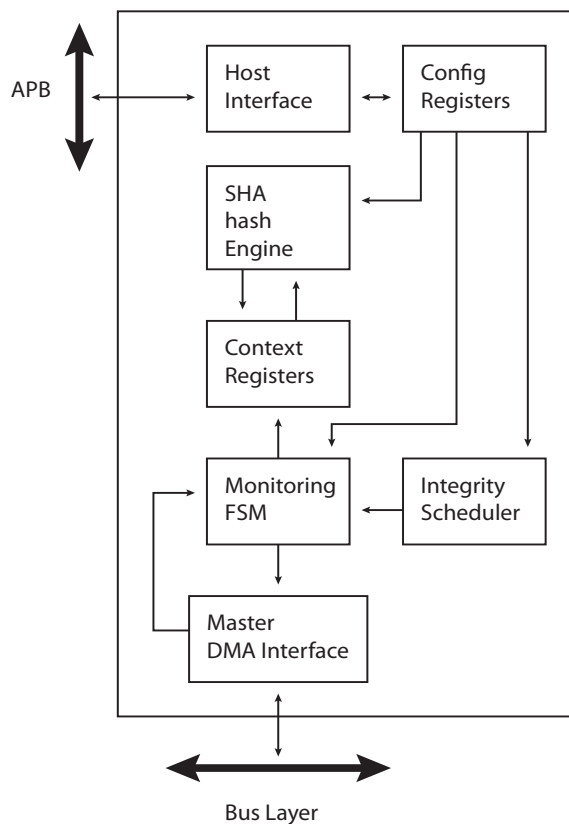 APB
Host
Interface
Config
Registers
SHA
hash
Engine
Context
Registers
Monitoring
FSM
Integrity
Scheduler
Master
DMA Interface
Bus Layer